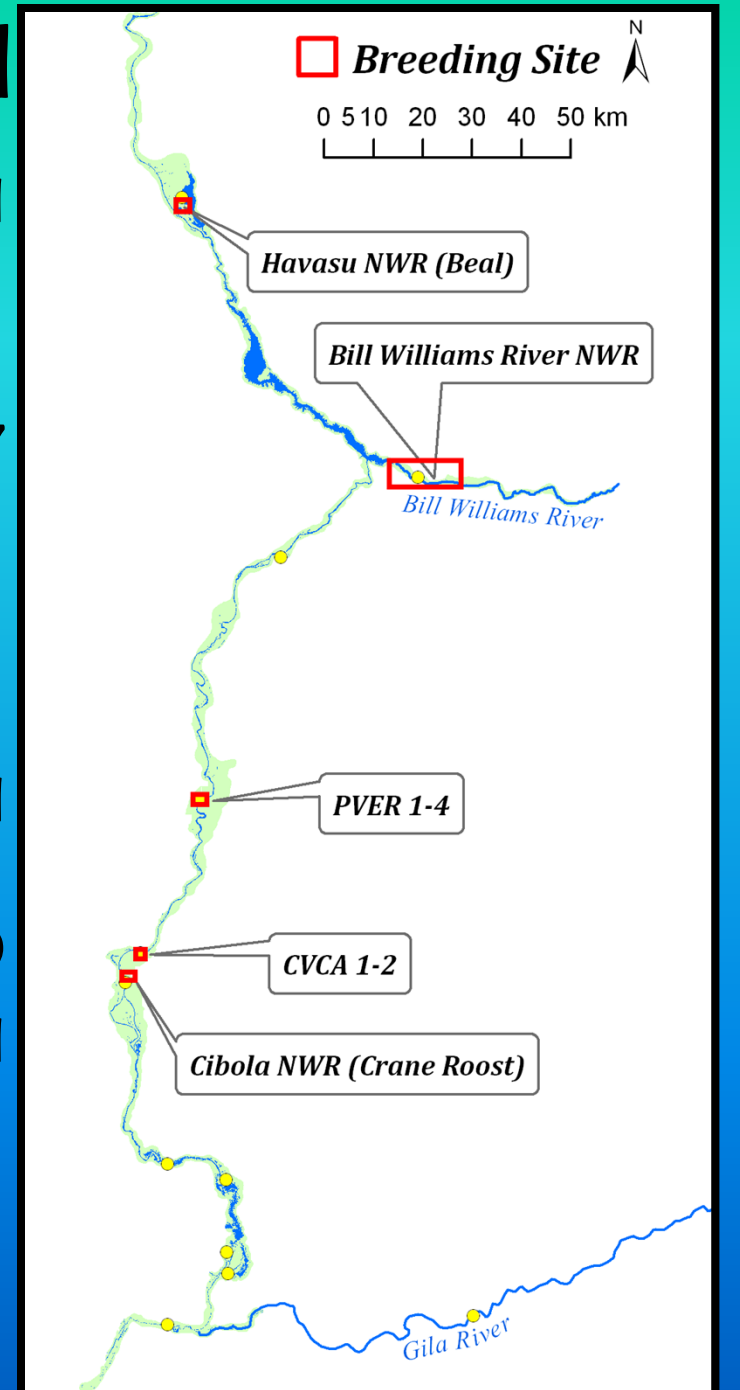 Breeding Site
N
0 5 10 20 30 40 50 km
Havasu NWR (Beal)
Bill Williams River NWR
Bill Williams River
PVER 1-4
CVCA 1-2
Cibola NWR (Crane Roost)
Gila River